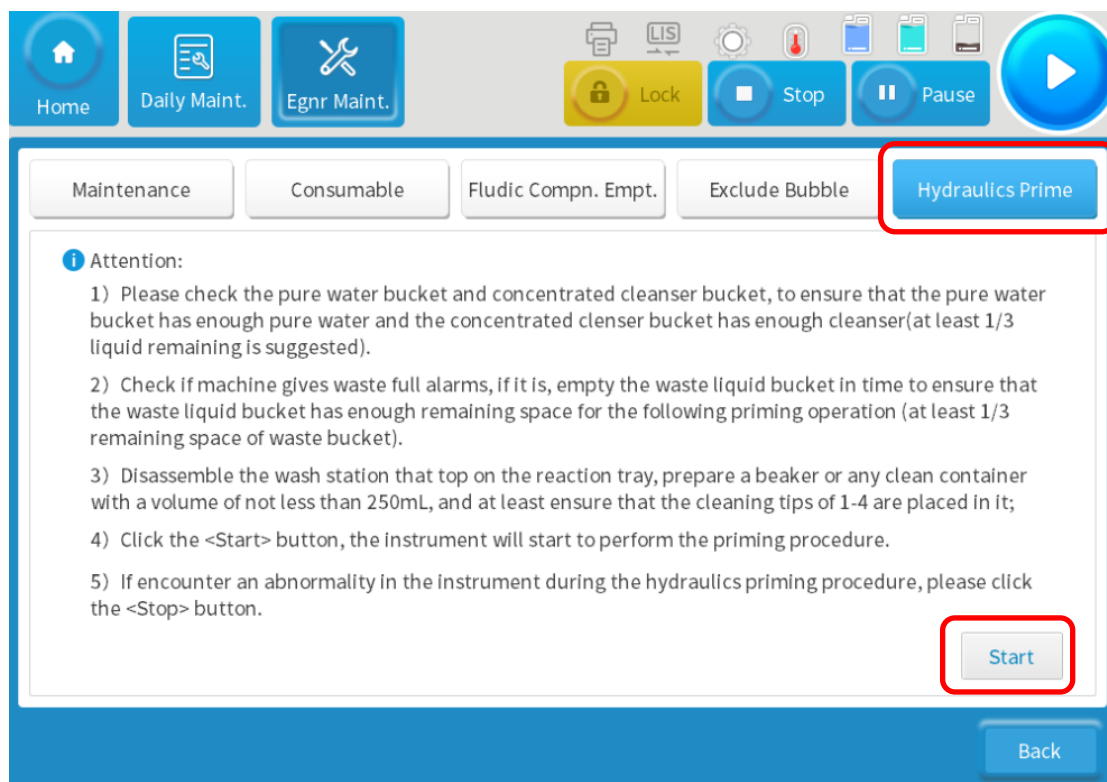 LIS
Home
Daily Maint.
Egnr Maint.
Lock
Stop
Pause
Maintenance
Consumable
Fludic Compn. Empt.
Exclude Bubble
Hydraulics Prime
Attention:
1) Please check the pure water bucket and concentrated cleanser bucket, to ensure that the pure water
bucket has enough pure water and the concentrated clenser bucket has enough cleanser(at least 1/3
liquid remaining is suggested).
2) Check if machine gives waste full alarms, if it is, empty the waste liquid bucket in time to ensure that
the waste liquid bucket has enough remaining space for the following priming operation (at least 1/3
remaining space of waste bucket).
3) Disassemble the wash station that top on the reaction tray, prepare a beaker or any clean container
with a volume of not less than 250mL, and at least ensure that the cleaning tips of 1-4 are placed in it;
4) Click the <Start> button, the instrument will start to perform the priming procedure.
5) If encounter an abnormality in the instrument during the hydraulics priming procedure, please click
the <Stop> button.
Start
Back